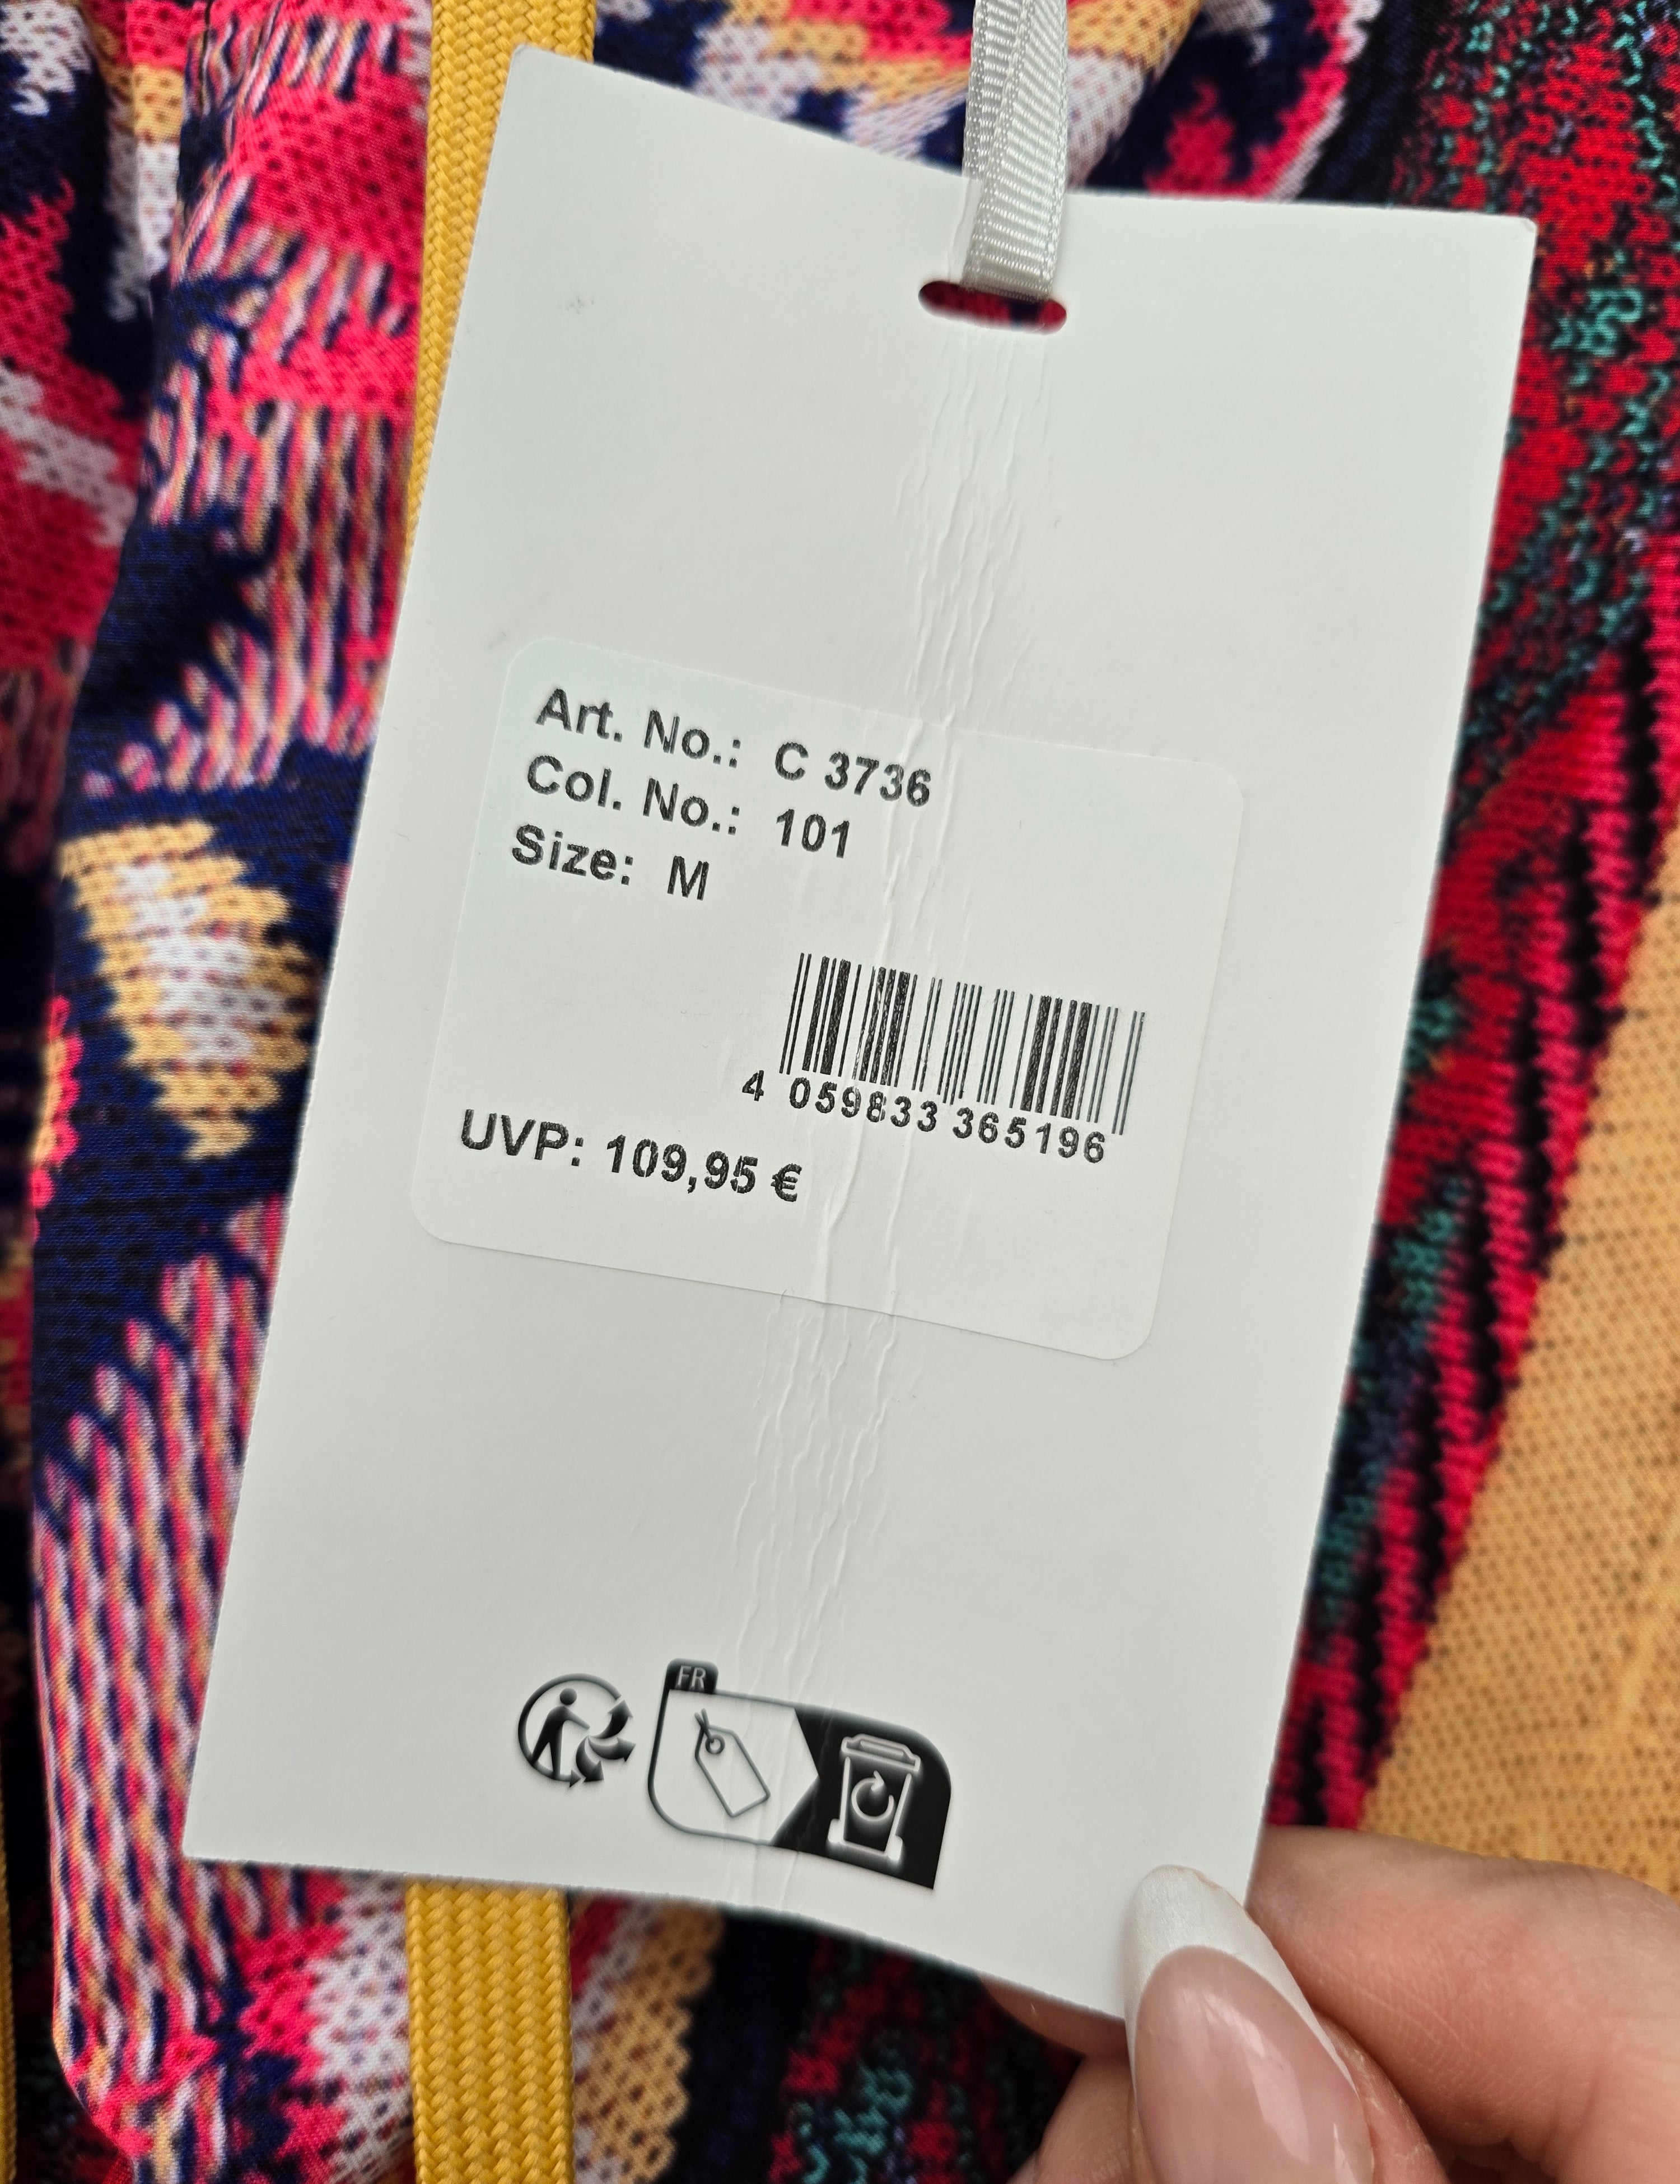 Art. No.: C 3736
Col. No.: 101
Size: M
4 059833 365196
UVP: 109,95 €
FR